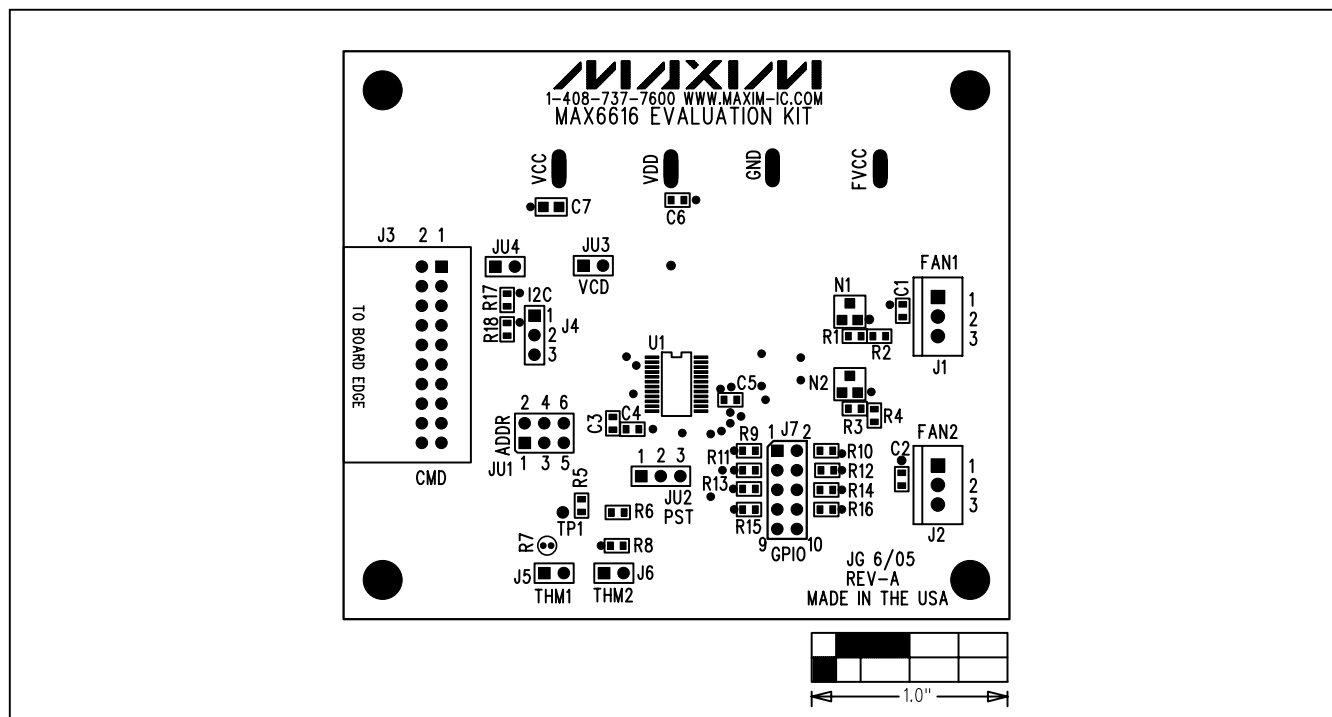 MAXIM
1-408-737-7600 WWW.MAXIM-IC.COM
MAX6616 EVALUATION KIT
VCC
VDD
GND
FVCC
C7
C6
J3 2 1
JU4
JU3
VCD
FAN1
N1
C1
R17
I2C
R18
1
2
3
J4
1
2
3
R1
R2
J1
TO BOARD EDGE
U1
N2
C5
R3
R4
2 4 6
ADDR
C3
C4
JU1
1 3 5
CMD
FAN2
C2
1
2
3
J2
R9
1 J7 2
R10
R11
R12
R13
R14
R15
R16
9 10
GPIO
1 2 3
JU2
PST
R5
R6
TP1
R7
R8
J5
J6
THM1
THM2
JG 6/05
REV-A
MADE IN THE USA
1.0"